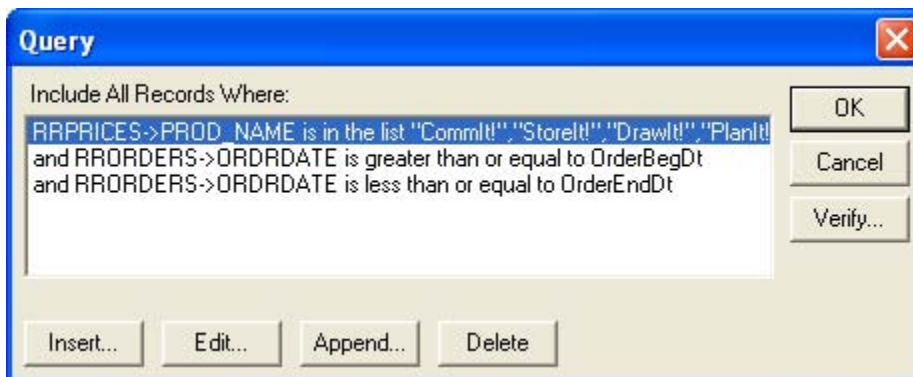 Query
Include All Records Where:
RRPRICES->PROD_NAME is in the list "CommIt!","StoreIt!","DrawIt!","PlanIt!
and RRORDERS->ORDRDATE is greater than or equal to OrderBegDt
and RRORDERS->ORDRDATE is less than or equal to OrderEndDt
OK
Cancel
Verify...
Insert...
Edit...
Append...
Delete